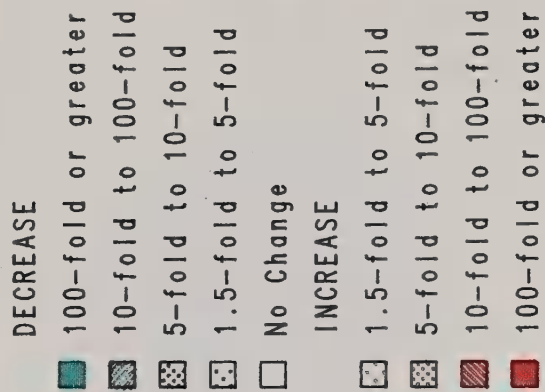 DECREASE
100-fold or greater
10-fold to 100-fold
5-fold to 10-fold
1.5-fold to 5-fold
No Change
INCREASE
1.5-fold to 5-fold
5-fold to 10-fold
10-fold to 100-fold
100-fold or greater